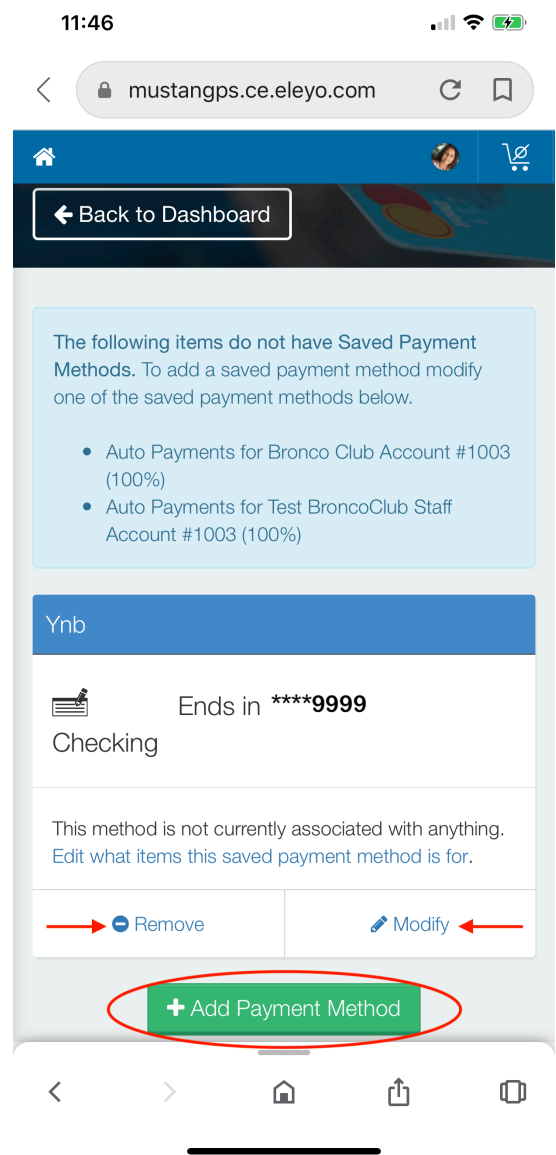 11:46
mustangps.ce.eleyo.com
Back to Dashboard
The following items do not have Saved Payment
Methods. To add a saved payment method modify
one of the saved payment methods below.
Auto Payments for Bronco Club Account #1003
(100%)
Auto Payments for Test BroncoClub Staff
Account #1003 (100%)
Ynb
Ends in ****9999
Checking
This method is not currently associated with anything.
Edit what items this saved payment method is for.
Remove
Modify
Add Payment Method